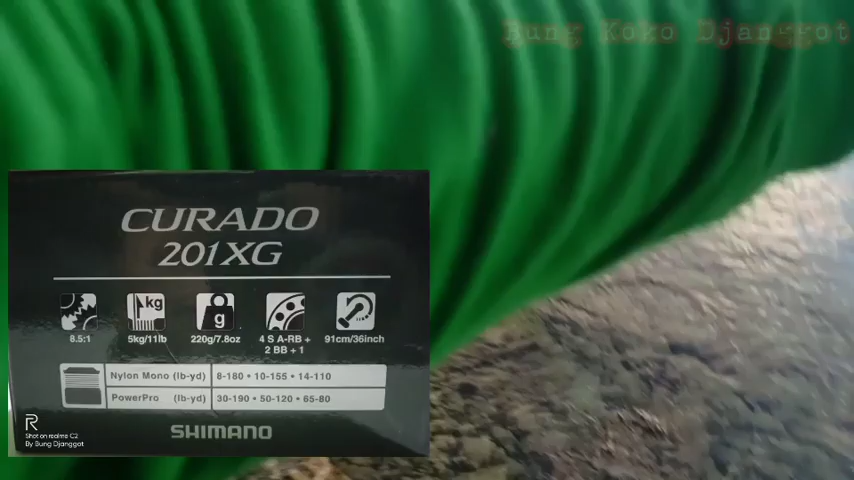 Bung Koko Djanggot
CURADO
201XG
8.5:1
kg
5kg/11lb
g
220g/7.8oz
4 S A-RB +
2 BB + 1
91cm/36inch
Nylon Mono (lb-yd) 8-180 • 10-155 • 14-110
PowerPro (lb-yd) 30-190 • 50-120 • 65-80
SHIMANO
R
Shot on realme C2
By Bung Djanggot